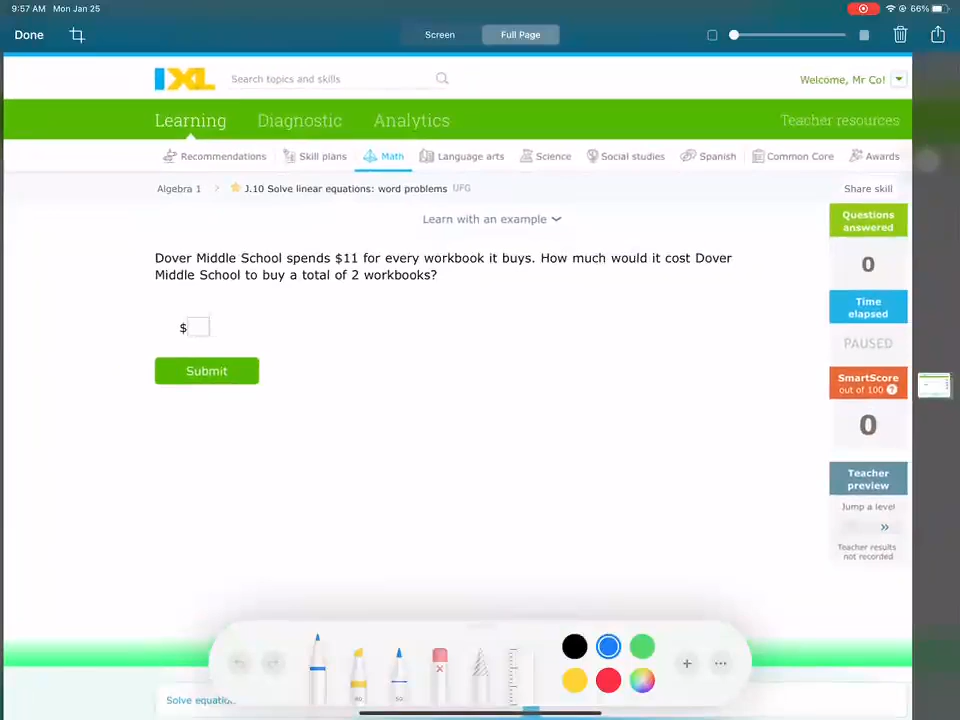 9:57 AM Mon Jan 25
66%
Done
Screen
Full Page
IXL
Search topics and skills
Welcome, Mr Co!
Learning
Diagnostic
Analytics
Teacher resources
Recommendations
Skill plans
Math
Language arts
Science
Social studies
Spanish
Common Core
Awards
Algebra 1 > J.10 Solve linear equations: word problems UFG
Share skill
Learn with an example
Dover Middle School spends $11 for every workbook it buys. How much would it cost Dover
Middle School to buy a total of 2 workbooks?
$
Submit
Questions
answered
0
Time
elapsed
PAUSED
SmartScore
out of 100 ?
0
Teacher
preview
Jump a level
»
Teacher results
not recorded
80
50
Solve equatio